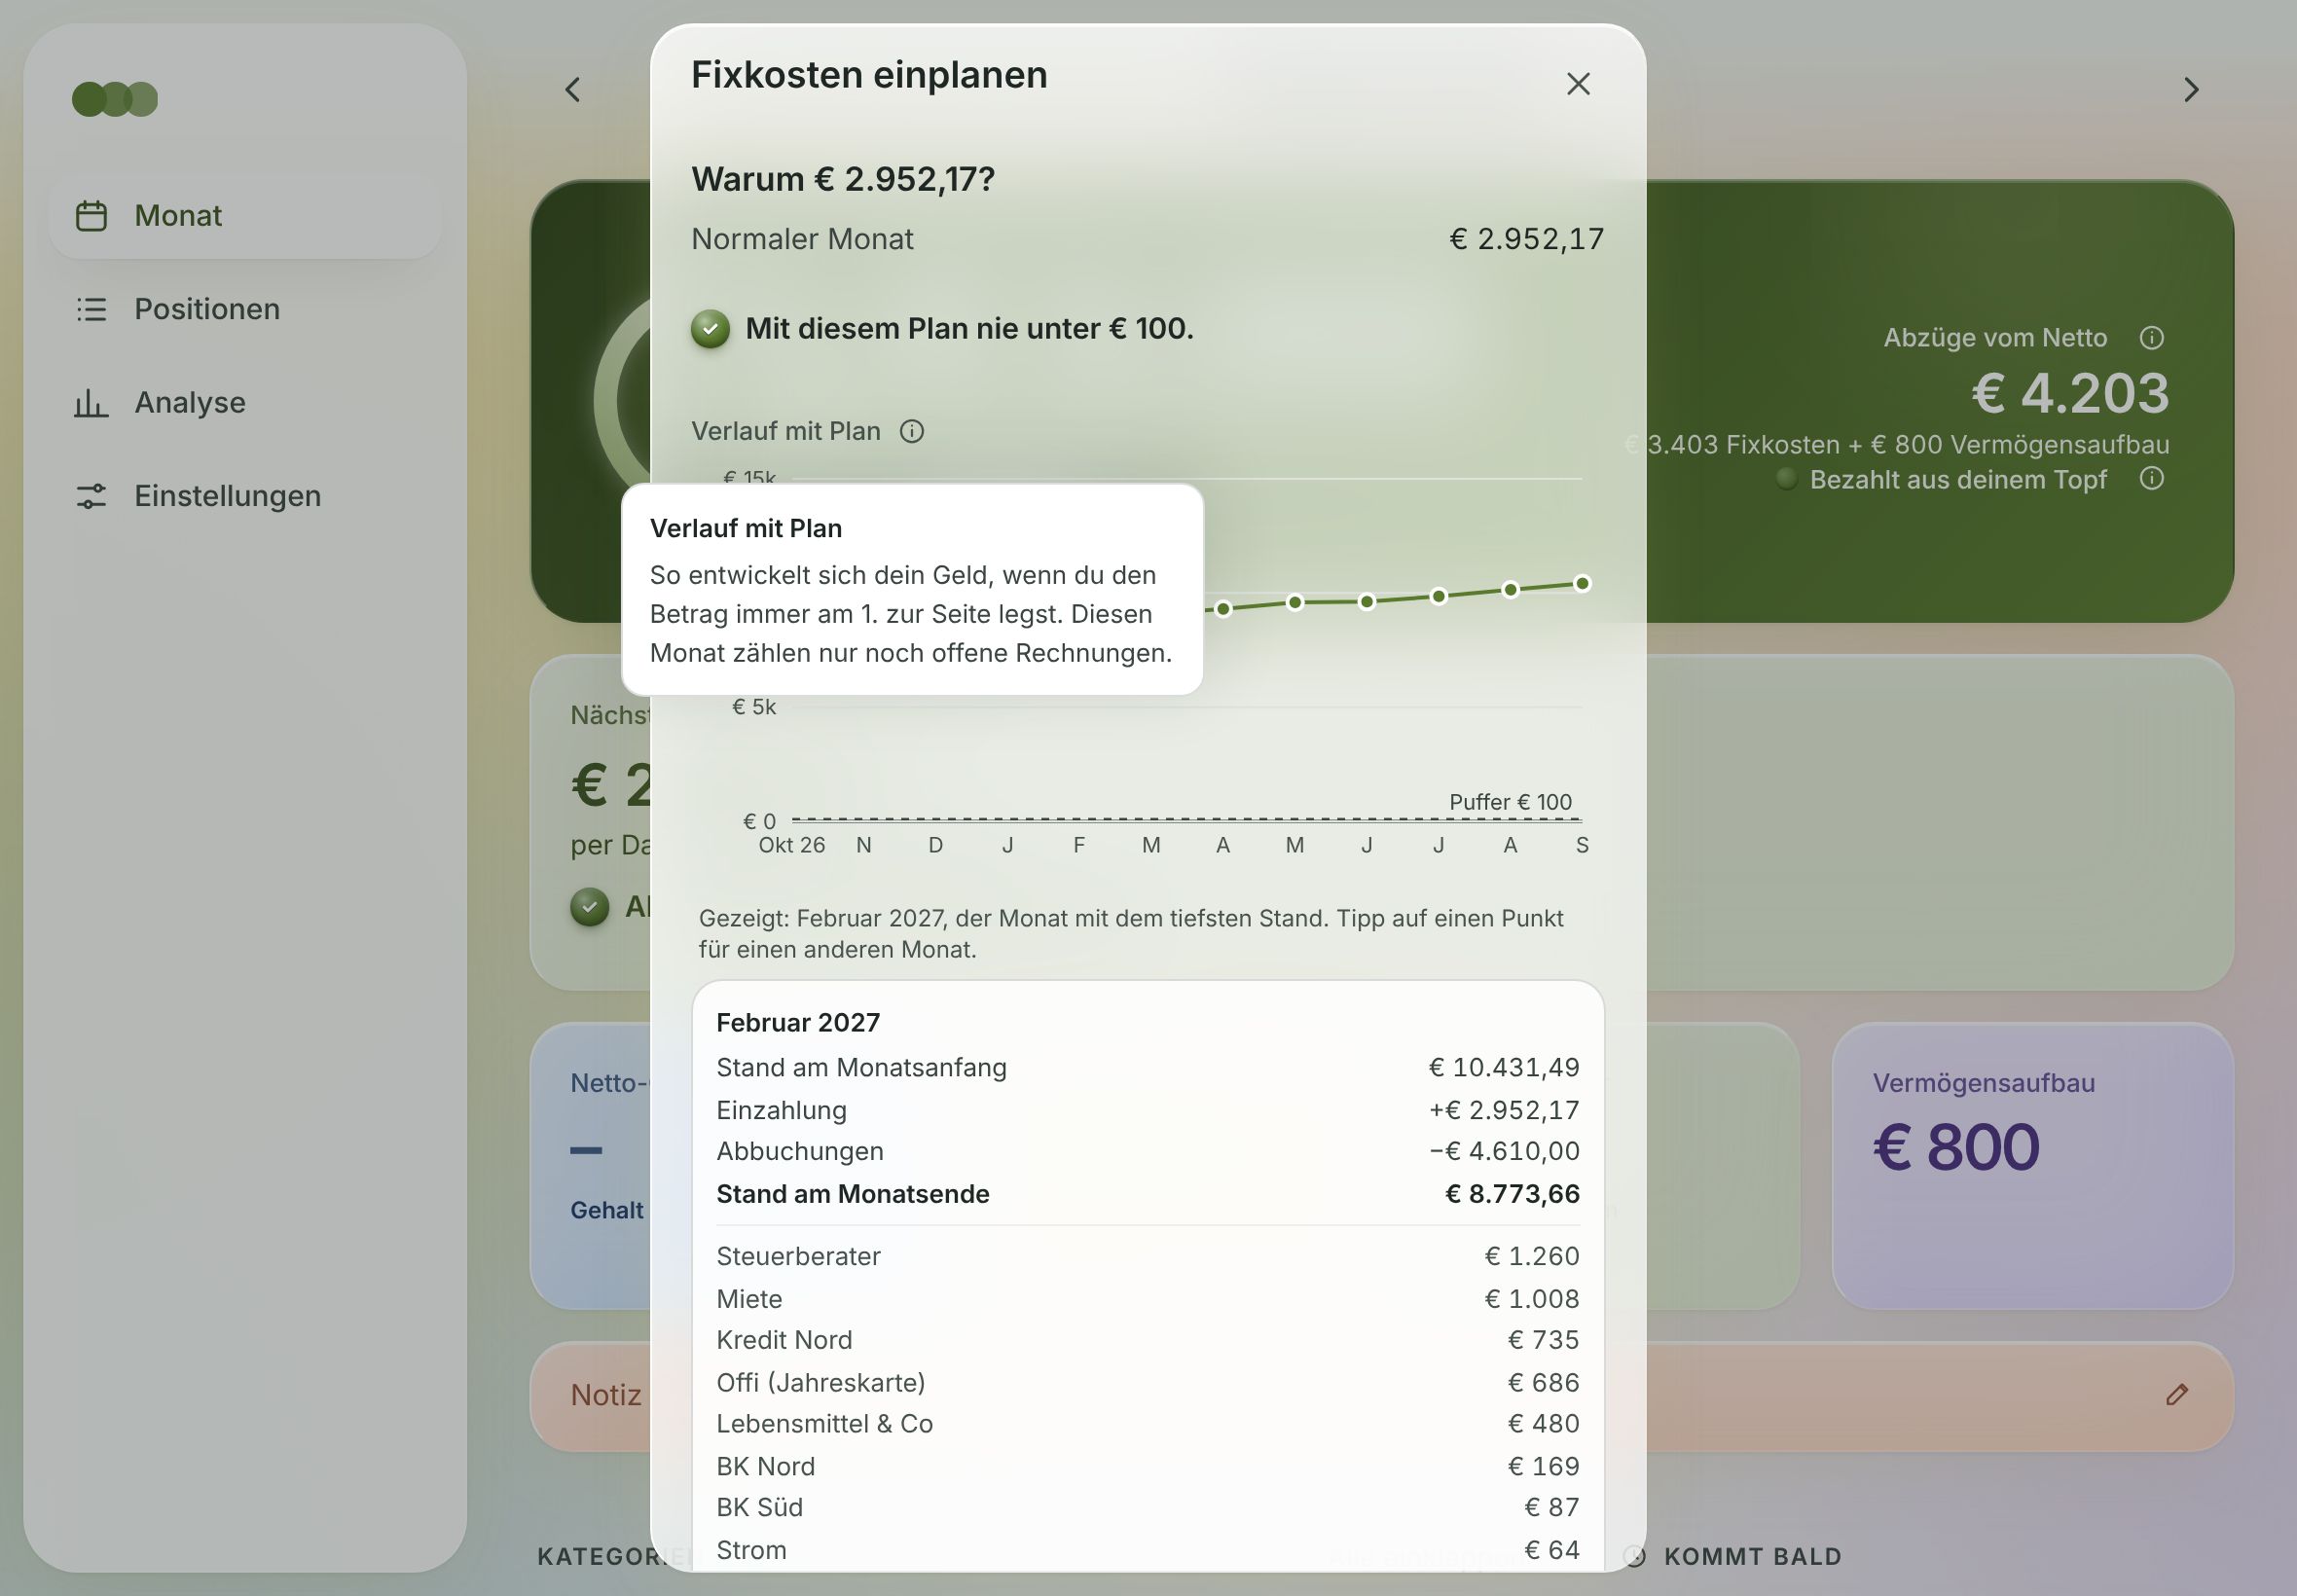 Monat
Positionen
Analyse
Einstellungen
Fixkosten einplanen
Warum € 2.952,17?
Normaler Monat € 2.952,17
Mit diesem Plan nie unter € 100.
Verlauf mit Plan
€ 15k
Verlauf mit Plan
So entwickelt sich dein Geld, wenn du den
Betrag immer am 1. zur Seite legst. Diesen
Monat zählen nur noch offene Rechnungen.
€ 5k
Puffer € 100
€ 0
Okt 26 N D J F M A M J J A S
Gezeigt: Februar 2027, der Monat mit dem tiefsten Stand. Tipp auf einen Punkt
für einen anderen Monat.
Februar 2027
Stand am Monatsanfang € 10.431,49
Einzahlung +€ 2.952,17
Abbuchungen −€ 4.610,00
Stand am Monatsende € 8.773,66
Steuerberater € 1.260
Miete € 1.008
Kredit Nord € 735
Offi (Jahreskarte) € 686
Lebensmittel & Co € 480
BK Nord € 169
BK Süd € 87
Strom € 64
Abzüge vom Netto
€ 4.203
€ 3.403 Fixkosten + € 800 Vermögensaufbau
Bezahlt aus deinem Topf
Nächst
€ 2
per Da
Netto-
–
Gehalt
Vermögensaufbau
€ 800
Notiz
KATEGORIE
KOMMT BALD